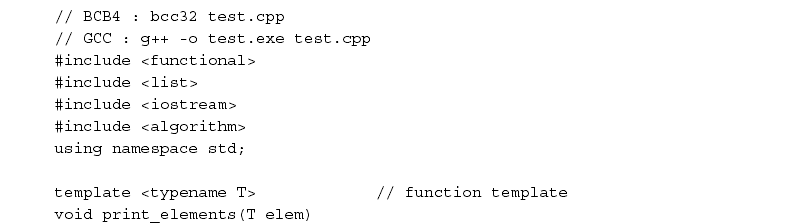 // BCB4 : bcc32 test.cpp
// GCC : g++ -o test.exe test.cpp
#include <functional>
#include <list>
#include <iostream>
#include <algorithm>
using namespace std;
template <typename T> // function template
void print_elements(T elem)